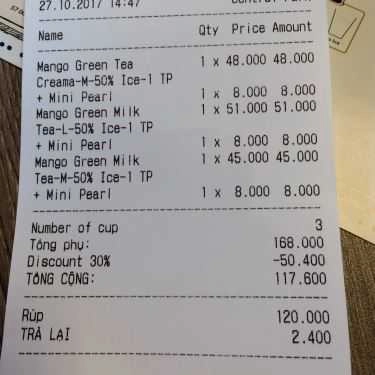 27.10.2017 14:47
Name Qty Price Amount
Mango Green Tea 1 x 48.000 48.000
Creama-M-50% Ice-1 TP
+ Mini Pearl 1 x 8.000 8.000
Mango Green Milk 1 x 51.000 51.000
Tea-L-50% Ice-1 TP
+ Mini Pearl 1 x 8.000 8.000
Mango Green Milk 1 x 45.000 45.000
Tea-M-50% Ice-1 TP
+ Mini Pearl 1 x 8.000 8.000
Number of cup 3
Tổng phụ: 168.000
Discount 30% -50.400
TỔNG CỘNG: 117.600
Rúp 120.000
TRẢ LẠI 2.400